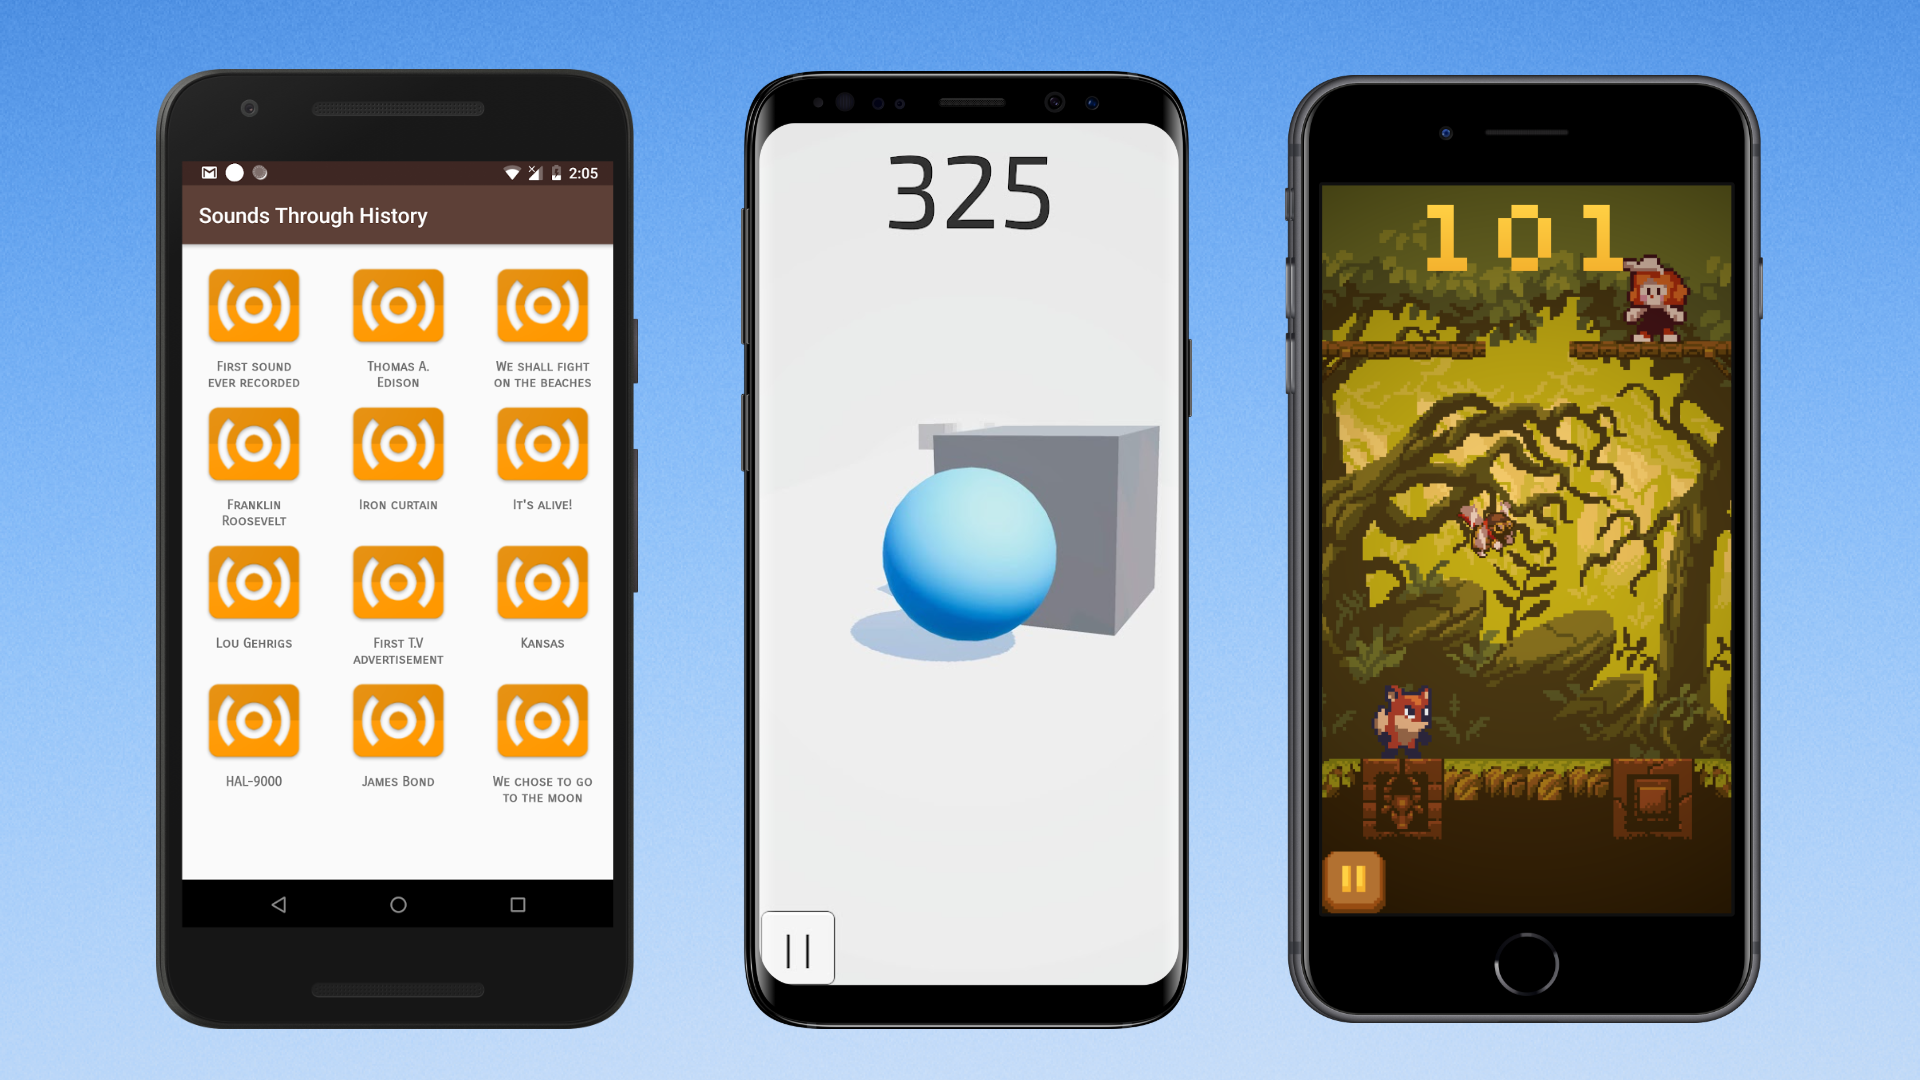 2:05
Sounds Through History
First sound
ever recorded
Thomas A.
Edison
We shall fight
on the beaches
Franklin
Roosevelt
Iron curtain
It's alive!
Lou Gehrigs
First T.V
advertisement
Kansas
HAL-9000
James Bond
We chose to go
to the moon
325
101